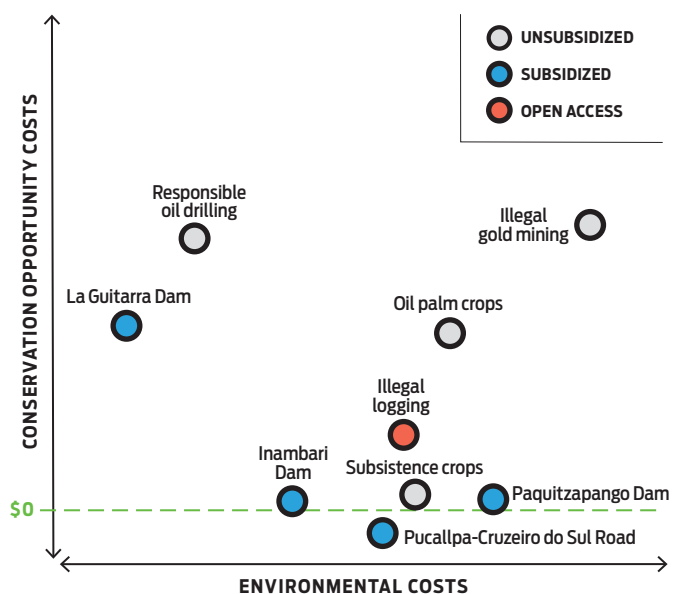 UNSUBSIDIZED
SUBSIDIZED
OPEN ACCESS
CONSERVATION OPPORTUNITY COSTS
Responsible
oil drilling
Illegal
gold mining
La Guitarra Dam
Oil palm crops
Illegal
logging
Inambari
Dam
Subsistence crops
Paquitzapango Dam
$0
Pucallpa-Cruzeiro do Sul Road
ENVIRONMENTAL COSTS